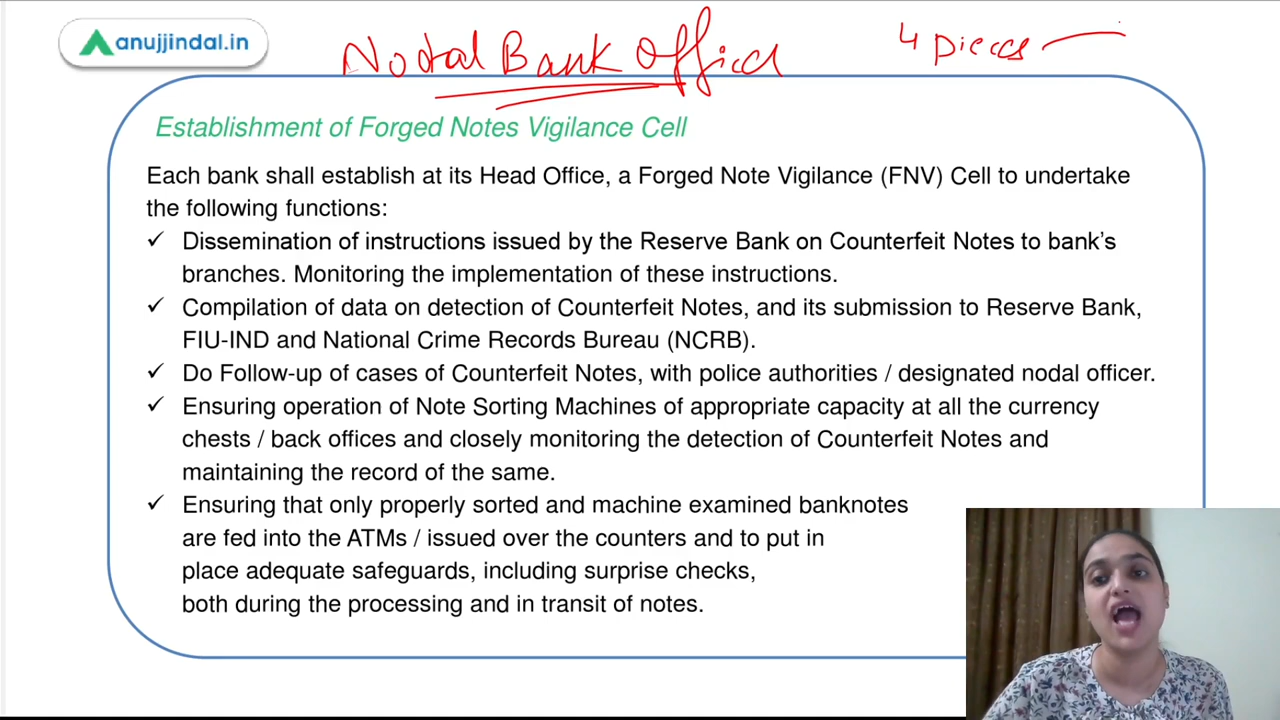 anujjindal.in
Nodal Bank Officer
4 pieces
Establishment of Forged Notes Vigilance Cell
Each bank shall establish at its Head Office, a Forged Note Vigilance (FNV) Cell to undertake
the following functions:
✓ Dissemination of instructions issued by the Reserve Bank on Counterfeit Notes to bank's
branches. Monitoring the implementation of these instructions.
✓ Compilation of data on detection of Counterfeit Notes, and its submission to Reserve Bank,
FIU-IND and National Crime Records Bureau (NCRB).
✓ Do Follow-up of cases of Counterfeit Notes, with police authorities / designated nodal officer.
✓ Ensuring operation of Note Sorting Machines of appropriate capacity at all the currency
chests / back offices and closely monitoring the detection of Counterfeit Notes and
maintaining the record of the same.
✓ Ensuring that only properly sorted and machine examined banknotes
are fed into the ATMs / issued over the counters and to put in
place adequate safeguards, including surprise checks,
both during the processing and in transit of notes.